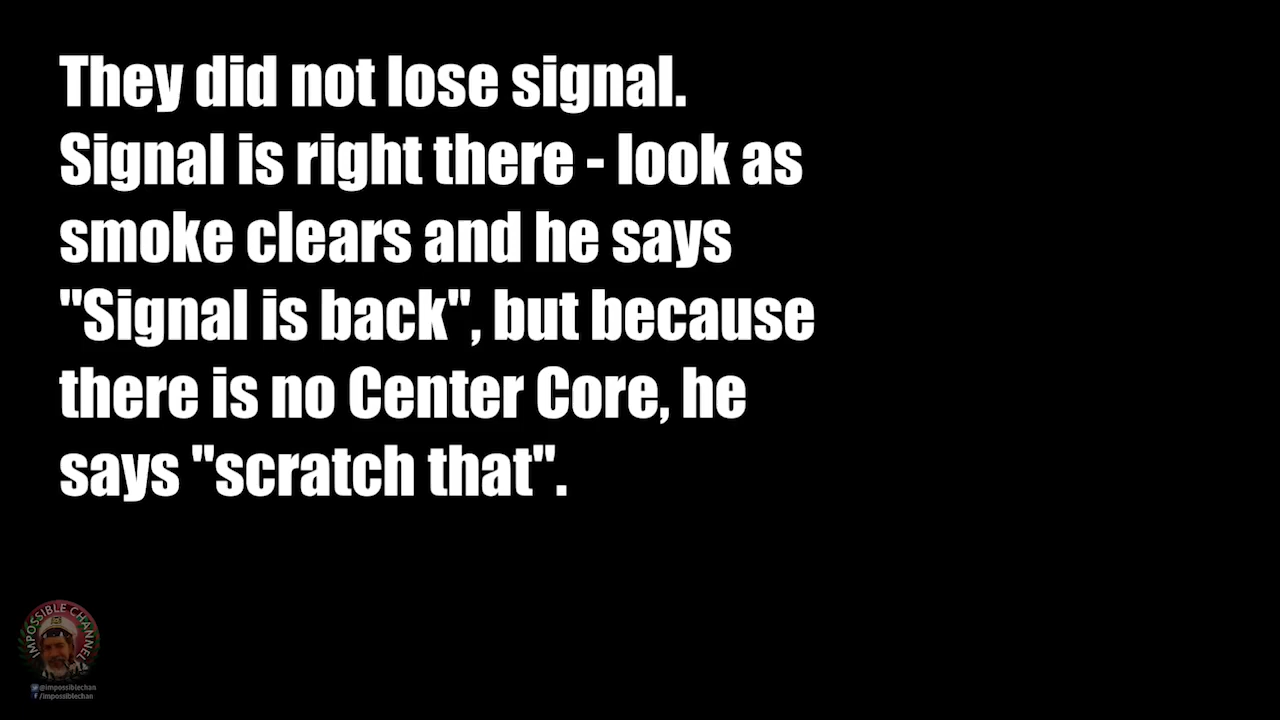 They did not lose signal.
Signal is right there - look as
smoke clears and he says
"Signal is back", but because
there is no Center Core, he
says "scratch that".
IMPOSSIBLE CHANNEL
@impossiblechan
/impossiblechan